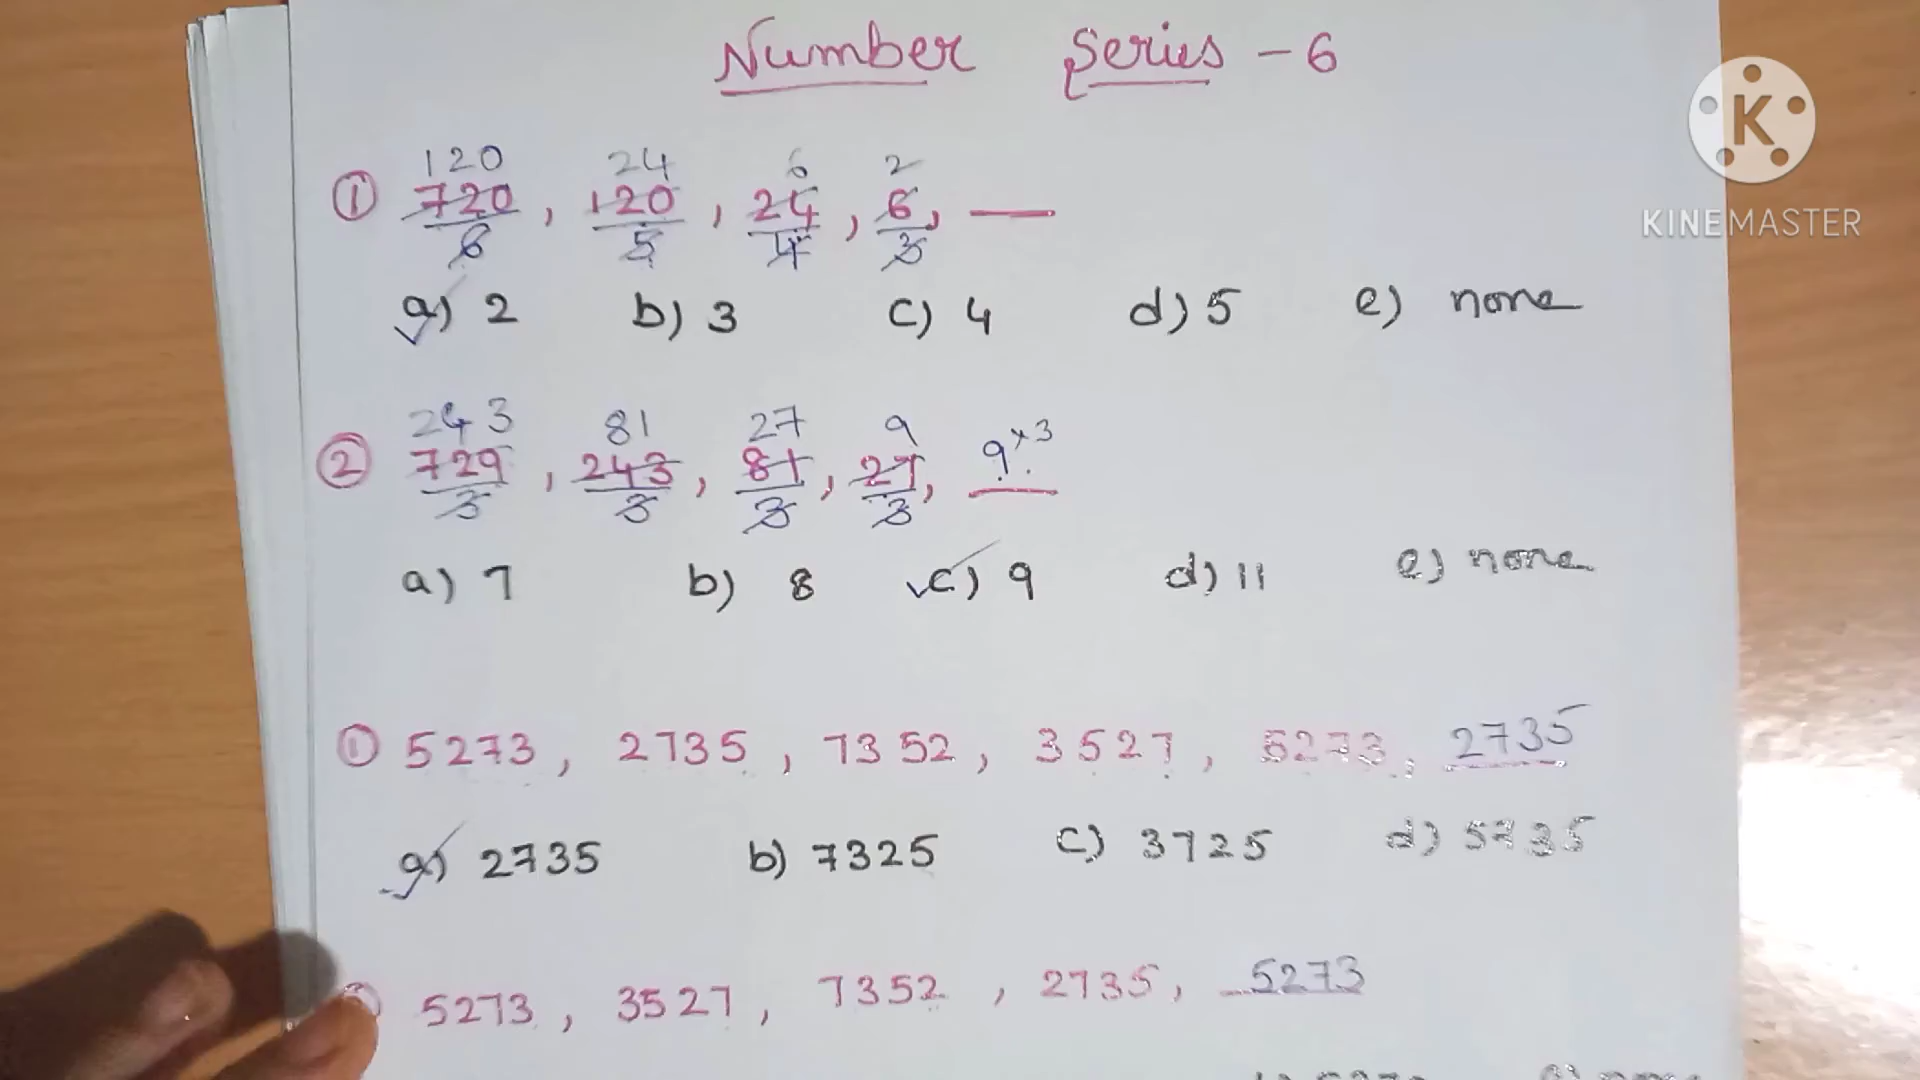 Number Series - 6
K
KINEMASTER
120 24 6 2
① 720/6, 120/5, 24/4, 6/3, —
a) 2 b) 3 c) 4 d) 5 e) none
243 81 27 9
② 729/3, 243/3, 81/3, 27/3, 9×3
a) 7 b) 8 c) 9 d) 11 e) none
① 5273, 2735, 7352, 3527, 5273, 2735
a) 2735 b) 7325 c) 3725 d) 5735
5273, 3527, 7352, 2735, 5273